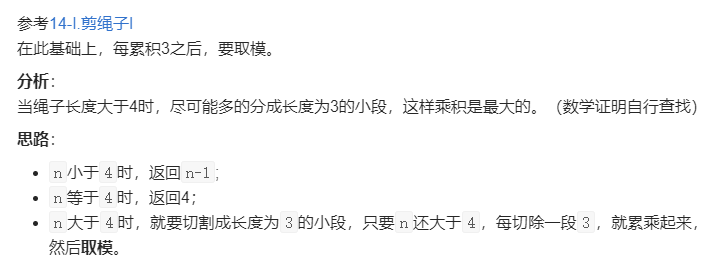 参考14-I.剪绳子I
在此基础上，每累积3之后，要取模。
分析：
当绳子长度大于4时，尽可能多的分成长度为3的小段，这样乘积是最大的。（数学证明自行查找）
思路：
n小于4时，返回n-1；
n等于4时，返回4；
n大于4时，就要切割成长度为3的小段，只要n还大于4，每切除一段3，就累乘起来，
然后取模。